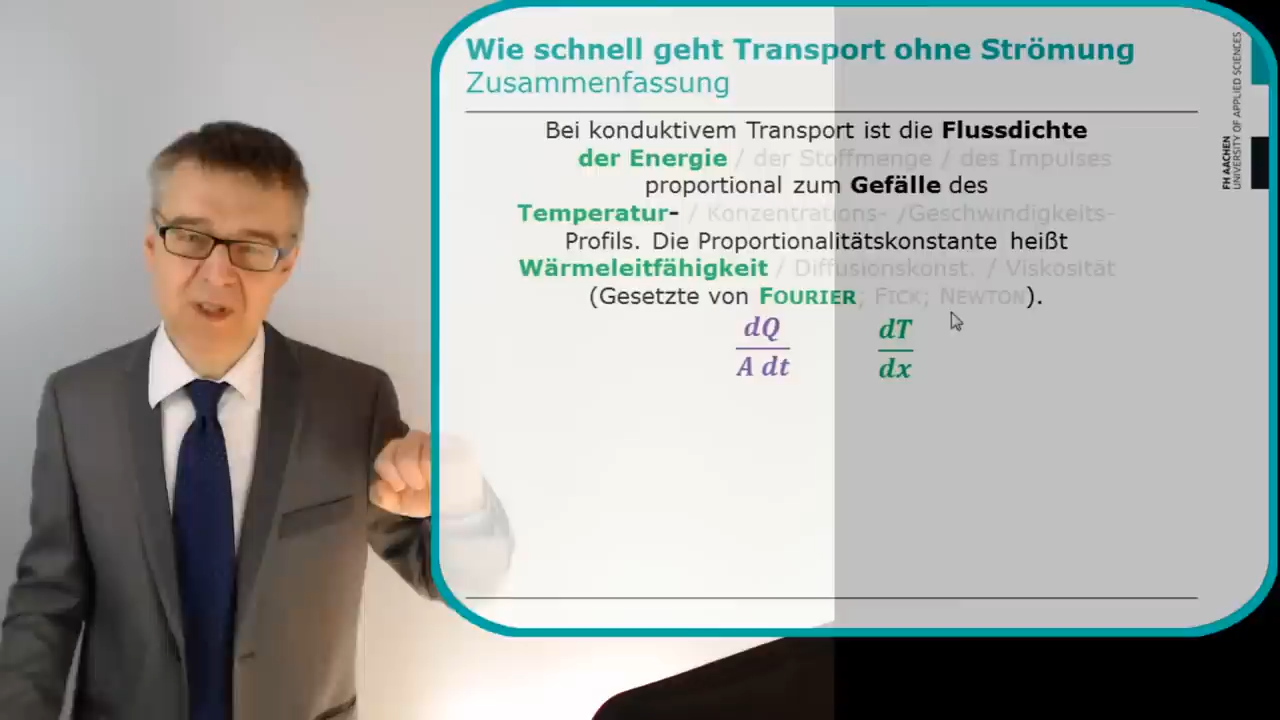 Wie schnell geht Transport ohne Strömung
Zusammenfassung
Bei konduktivem Transport ist die Flussdichte
der Energie / der Stoffmenge / des Impulses
proportional zum Gefälle des
Temperatur- / Konzentrations- /Geschwindigkeits-
Profils. Die Proportionalitätskonstante heißt
Wärmeleitfähigkeit / Diffusionskonst. / Viskosität
(Gesetzte von FOURIER; FICK; NEWTON).
dQ
A dt
dT
dx
FH AACHEN
UNIVERSITY OF APPLIED SCIENCES